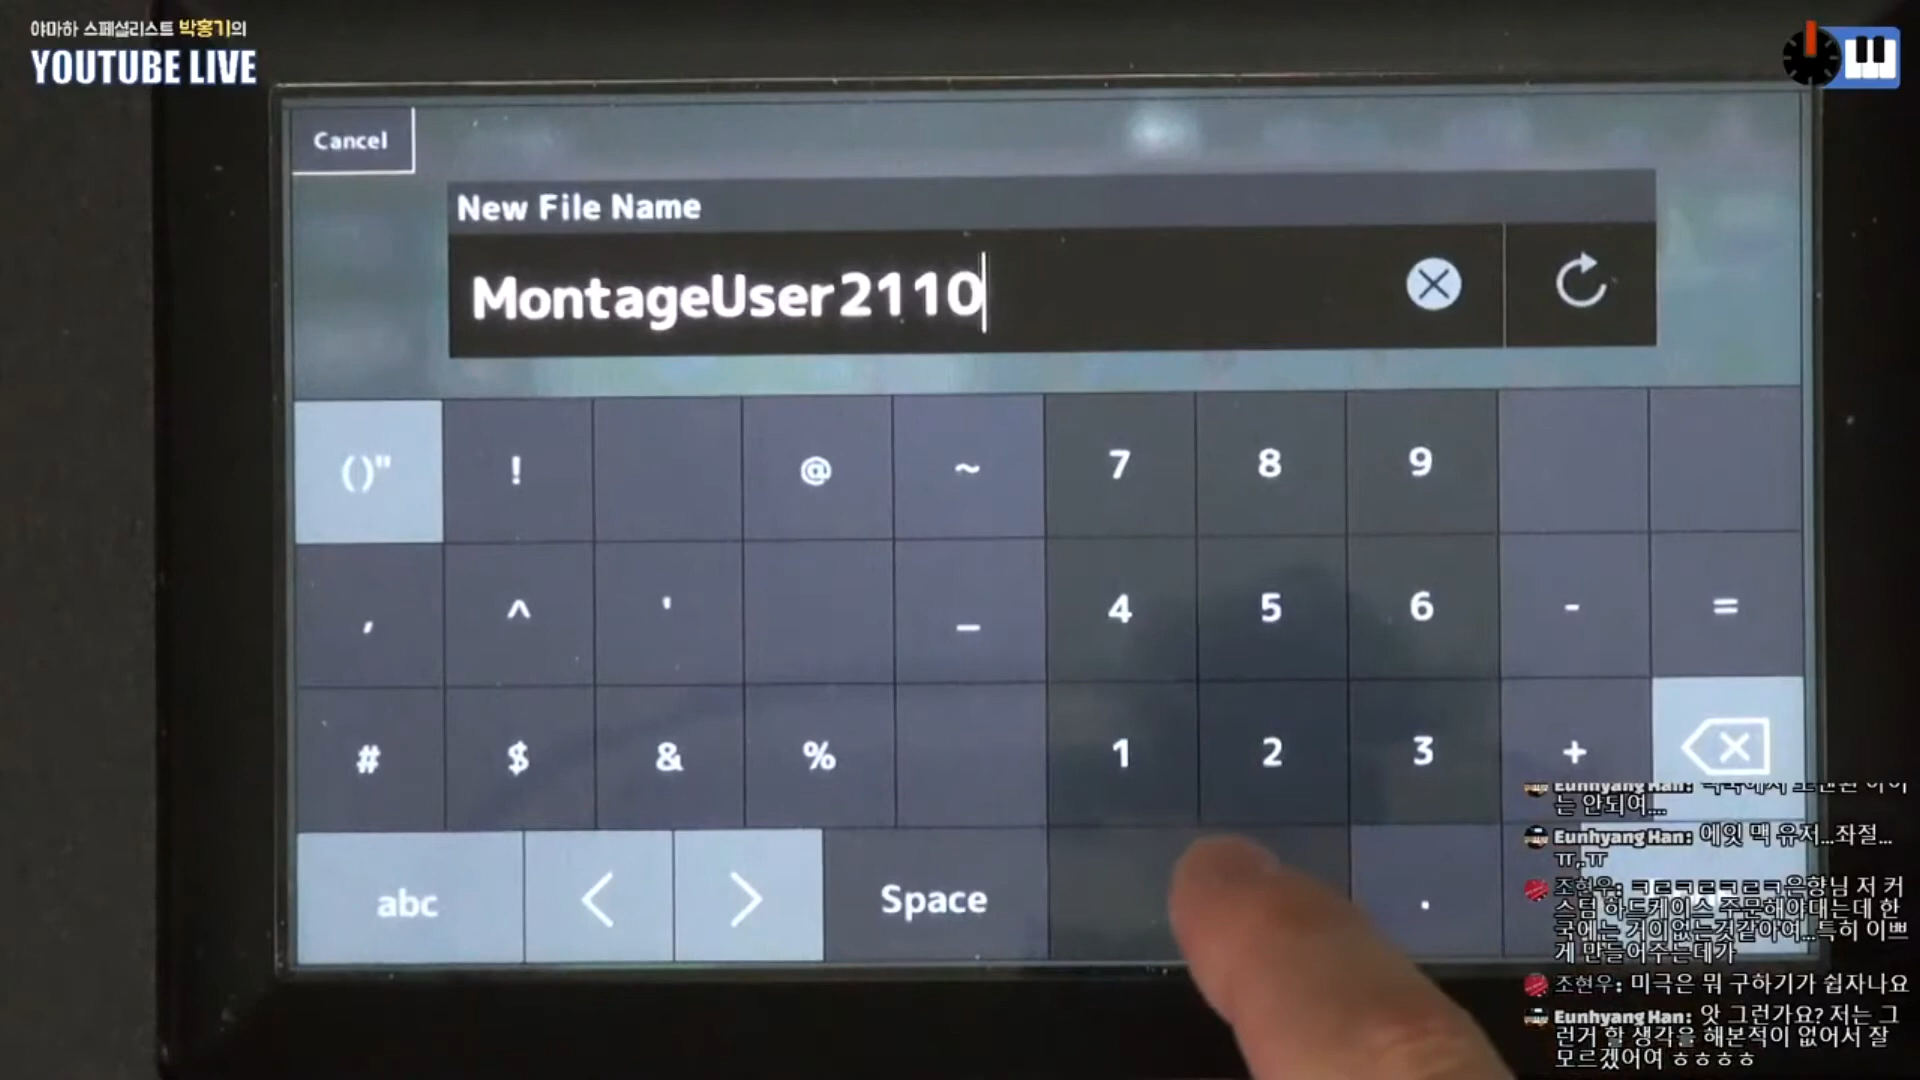 야마하 스페셜리스트 박홍기의
YOUTUBE LIVE
Cancel
New File Name
MontageUser2110
()" ! @ ~ 7 8 9
, ^ ' _ 4 5 6 - =
# $ & % 1 2 3 +
abc < > Space .
Eunhyang Han:
는 안되여....
Eunhyang Han: 에잇 맥 유저...좌절...
ㅠ,.ㅠ
조현우: ㅋㄹㅋㄹㅋㄹㅋ은향님 저 커
스텀 하드케이스 주문해야대는데 한
국에는 거의없는것같아여...특히 이쁘
게 만들어주는데가
조현우: 미극은 뭐 구하기가 쉽자나요
Eunhyang Han: 앗 그런가요? 저는 그
런거 할 생각을 해본적이 없어서 잘
모르겠어여 ㅎㅎㅎㅎ